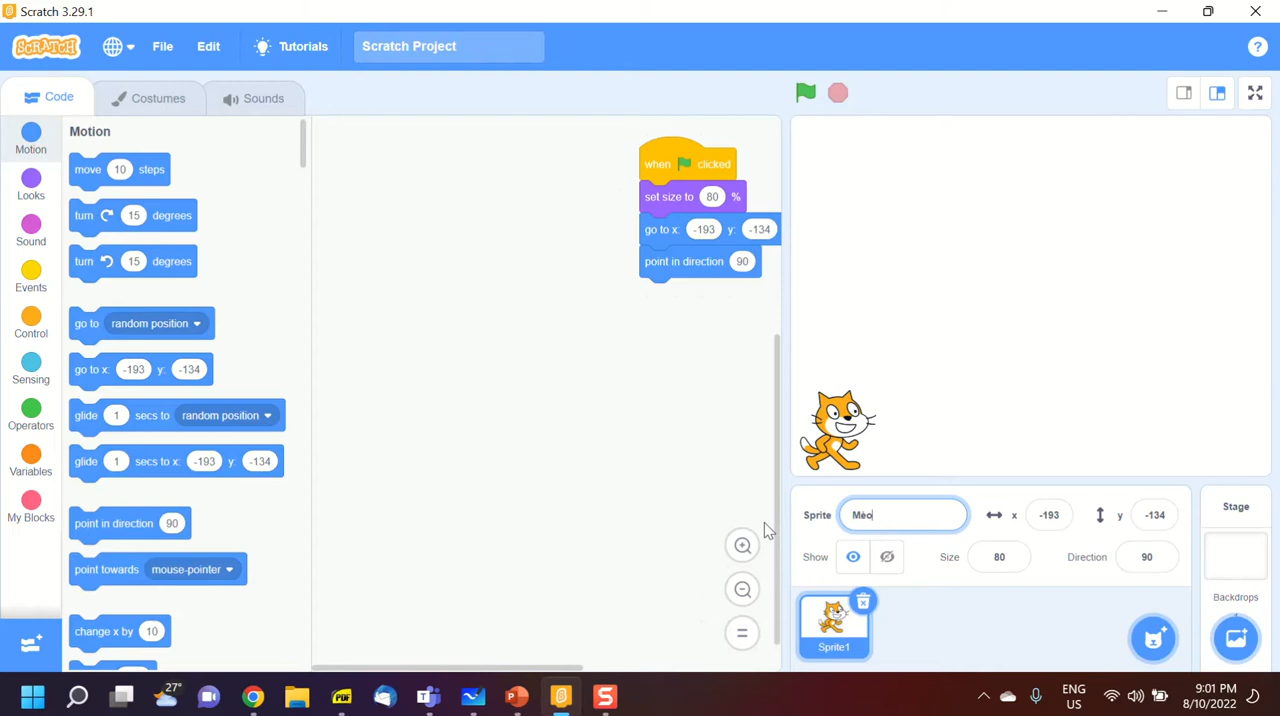 Scratch 3.29.1
SCRATCH File Edit Tutorials Scratch Project ?
Code Costumes Sounds
Motion
Looks
Sound
Events
Control
Sensing
Operators
Variables
My Blocks
Motion
move 10 steps
turn 15 degrees
turn 15 degrees
go to random position
go to x: -193 y: -134
glide 1 secs to random position
glide 1 secs to x: -193 y: -134
point in direction 90
point towards mouse-pointer
change x by 10
when clicked
set size to 80 %
go to x: -193 y: -134
point in direction 90
Sprite Mèo x -193 y -134
Show Size 80 Direction 90
Sprite1
Stage
Backdrops
27°
PDF
ENG
US
9:01 PM
8/10/2022